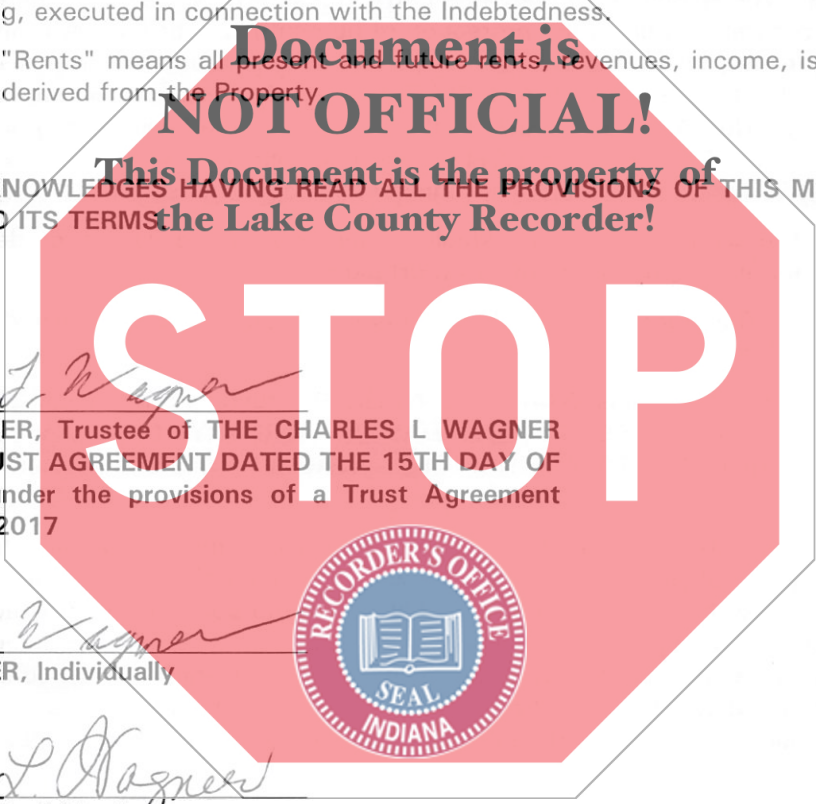 g, executed in connection with the Indebtedness.
Document is
"Rents" means all present and future rents, revenues, income, is
derived from the Property.
NOT OFFICIAL!
This Document is the property of
NOWLEDGES HAVING READ ALL THE PROVISIONS OF THIS M
O ITS TERMS.
the Lake County Recorder!
STOP
L. Wagner
ER, Trustee of THE CHARLES L WAGNER
UST AGREEMENT DATED THE 15TH DAY OF
nder the provisions of a Trust Agreement
2017
RECORDER'S OFFICE
SEAL
INDIANA
Wagner
ER, Individually
L. Wagner